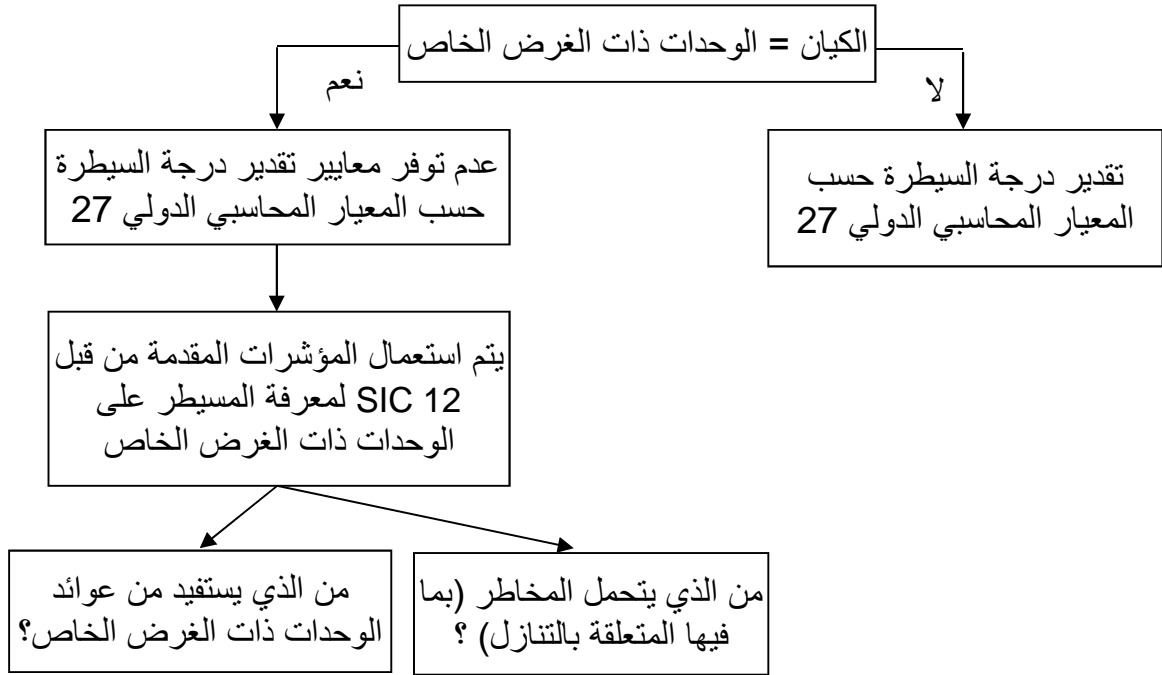 الكيان = الوحدات ذات الغرض الخاص
نعم
لا
عدم توفر معايير تقدير درجة السيطرة
حسب المعيار المحاسبي الدولي 27
تقدير درجة السيطرة حسب
المعيار المحاسبي الدولي 27
يتم استعمال المؤشرات المقدمة من قبل
SIC 12 لمعرفة المسيطر على
الوحدات ذات الغرض الخاص
من الذي يستفيد من عوائد
الوحدات ذات الغرض الخاص؟
من الذي يتحمل المخاطر (بما
فيها المتعلقة بالتنازل) ؟